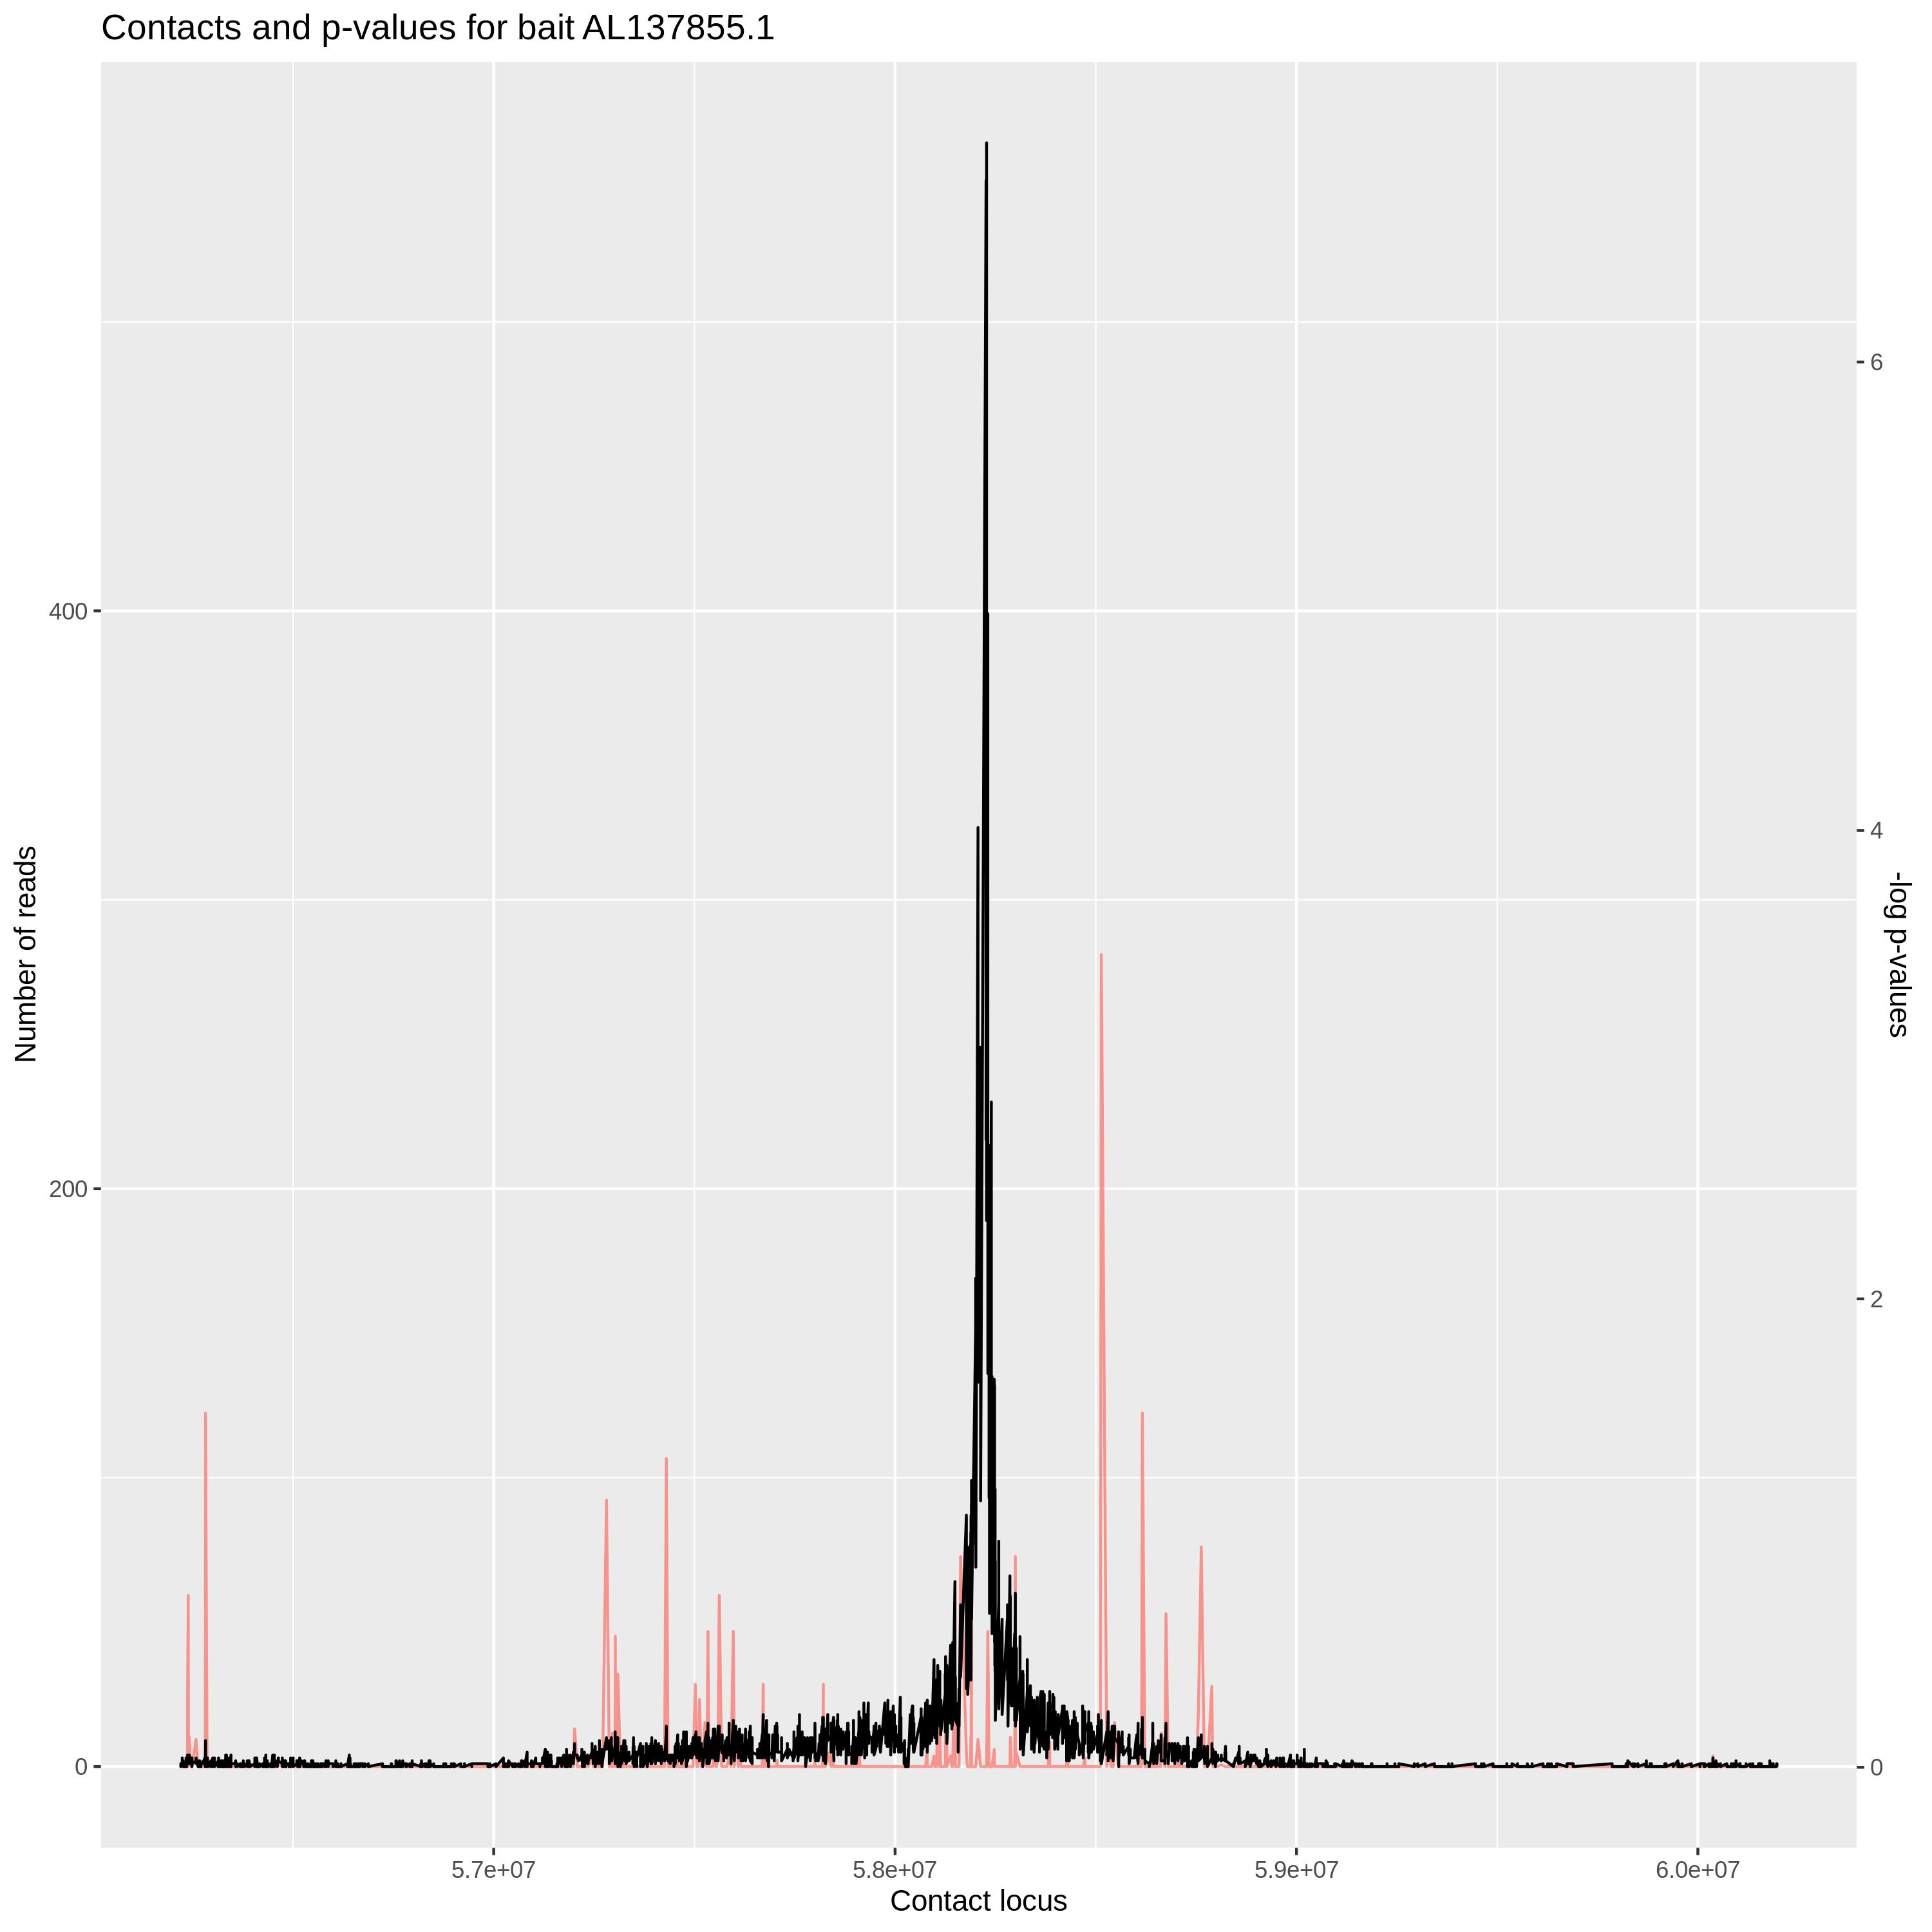 Contacts and p-values for bait AL137855.1
6
400
4
Number of reads
-log p-values
200
2
0
0
5.7e+07
5.8e+07
5.9e+07
6.0e+07
Contact locus